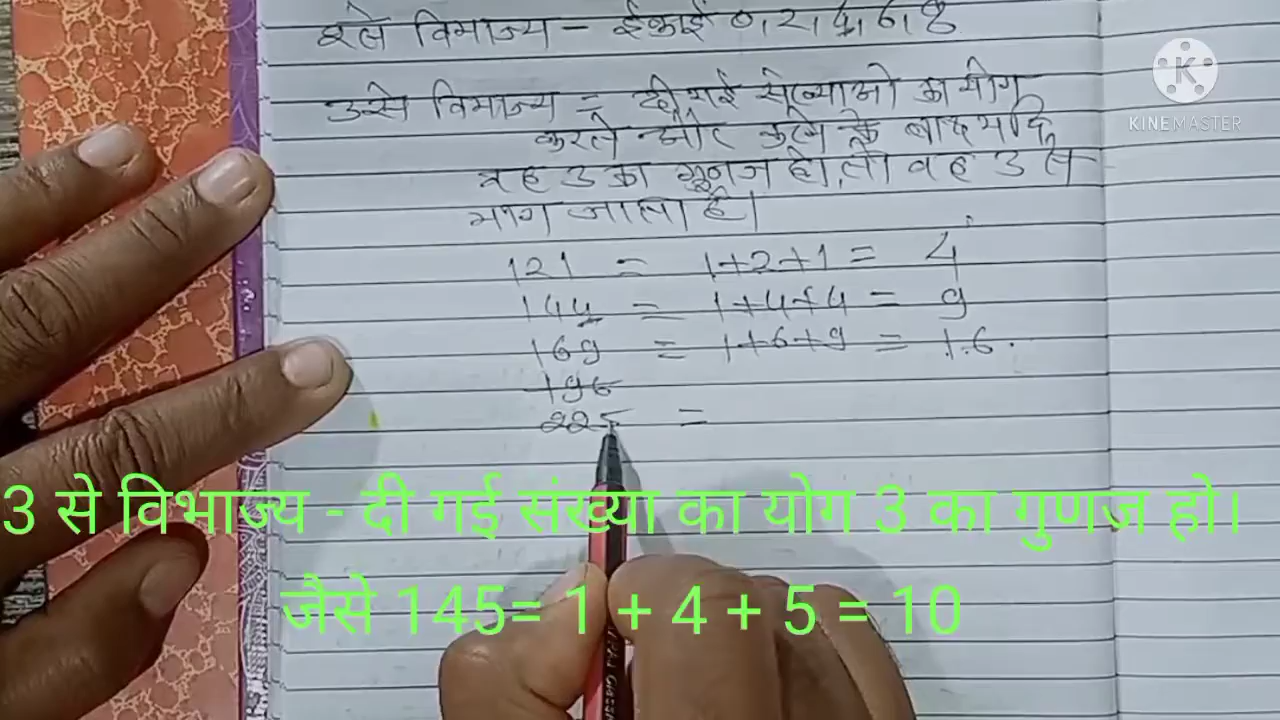 2 से विभाज्य - ईकाई 0, 2, 4, 6, 8
K
KINEMASTER
3 से विभाज्य = दी गई संख्याओ का योग
करते और करने के बाद यदि
वह 3 का गुनज हो, तो वह 3 से
भाग जाता है।
121 = 1+2+1 = 4
144 = 1+4+4 = 9
169 = 1+6+9 = 16
196
225 =
3 से विभाज्य - दी गई संख्या का योग 3 का गुणज़ हो।
जैसे 145= 1 + 4 + 5 = 10